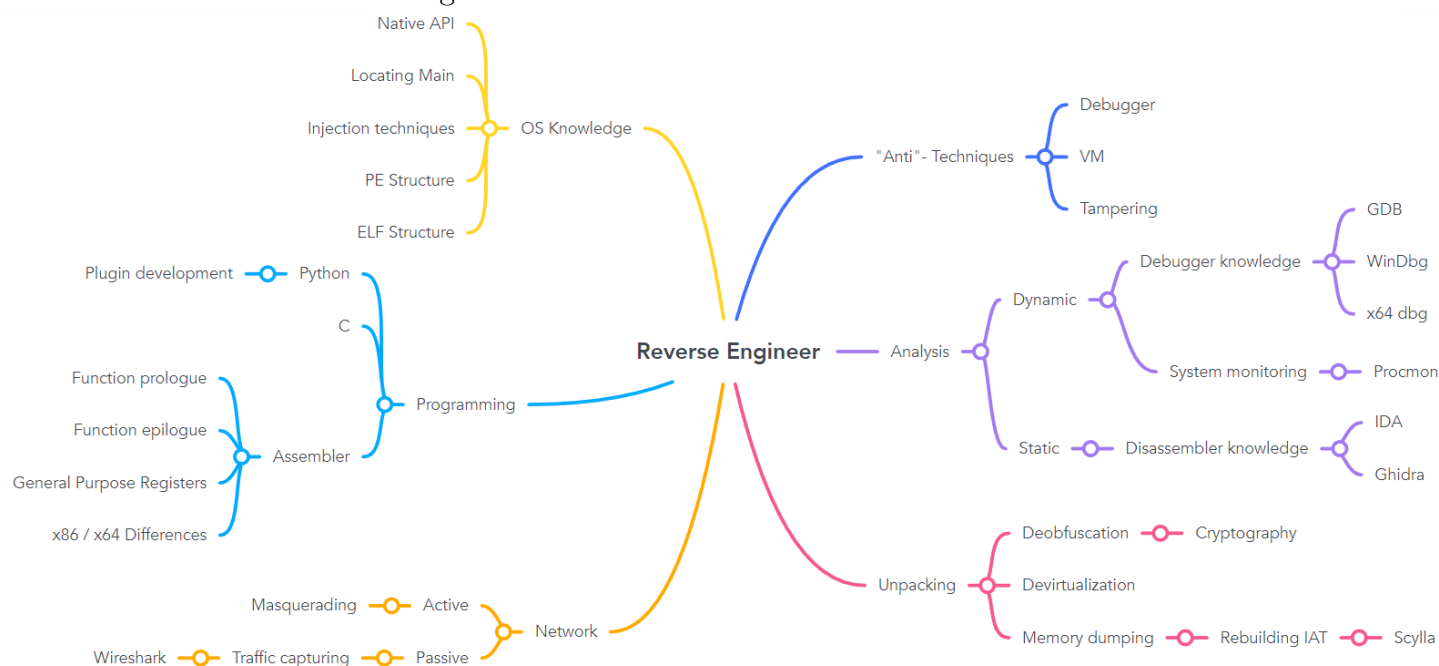 Native API
Locating Main
Injection techniques
PE Structure
ELF Structure
OS Knowledge
Plugin development
Python
C
Function prologue
Function epilogue
General Purpose Registers
x86 / x64 Differences
Assembler
Programming
Masquerading
Active
Wireshark
Traffic capturing
Passive
Network
Reverse Engineer
"Anti"- Techniques
Debugger
VM
Tampering
Analysis
Dynamic
Debugger knowledge
GDB
WinDbg
x64 dbg
System monitoring
Procmon
Static
Disassembler knowledge
IDA
Ghidra
Unpacking
Deobfuscation
Cryptography
Devirtualization
Memory dumping
Rebuilding IAT
Scylla